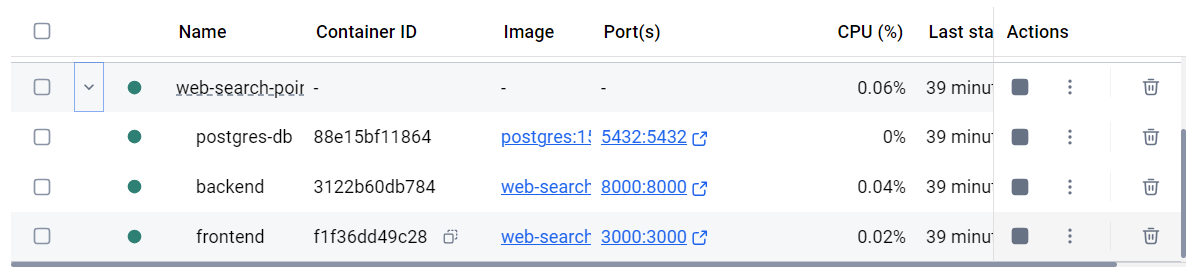 Name Container ID Image Port(s) CPU (%) Last sta Actions
web-search-poir - - - 0.06% 39 minut
postgres-db 88e15bf11864 postgres:15 5432:5432 0% 39 minut
backend 3122b60db784 web-search 8000:8000 0.04% 39 minut
frontend f1f36dd49c28 web-search 3000:3000 0.02% 39 minut